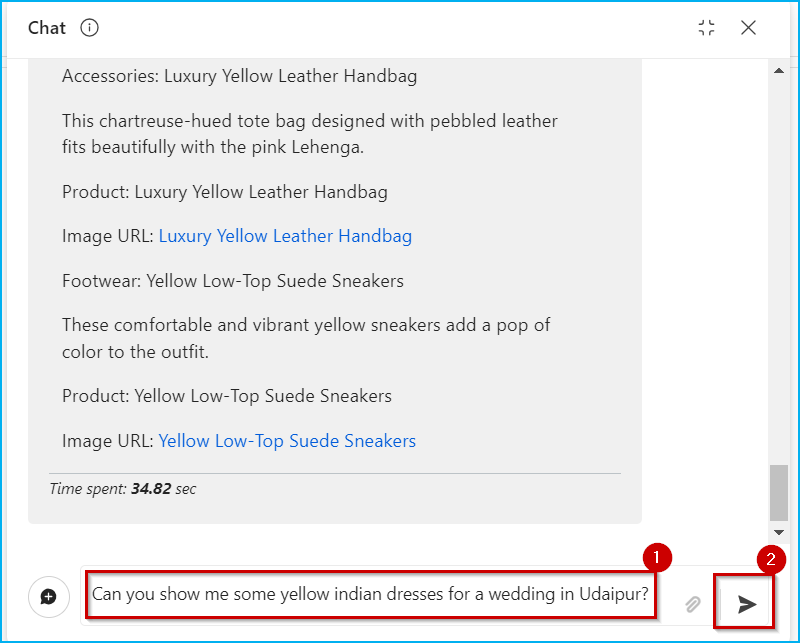 Chat
Accessories: Luxury Yellow Leather Handbag
This chartreuse-hued tote bag designed with pebbled leather
fits beautifully with the pink Lehenga.
Product: Luxury Yellow Leather Handbag
Image URL: Luxury Yellow Leather Handbag
Footwear: Yellow Low-Top Suede Sneakers
These comfortable and vibrant yellow sneakers add a pop of
color to the outfit.
Product: Yellow Low-Top Suede Sneakers
Image URL: Yellow Low-Top Suede Sneakers
Time spent: 34.82 sec
1
2
Can you show me some yellow indian dresses for a wedding in Udaipur?